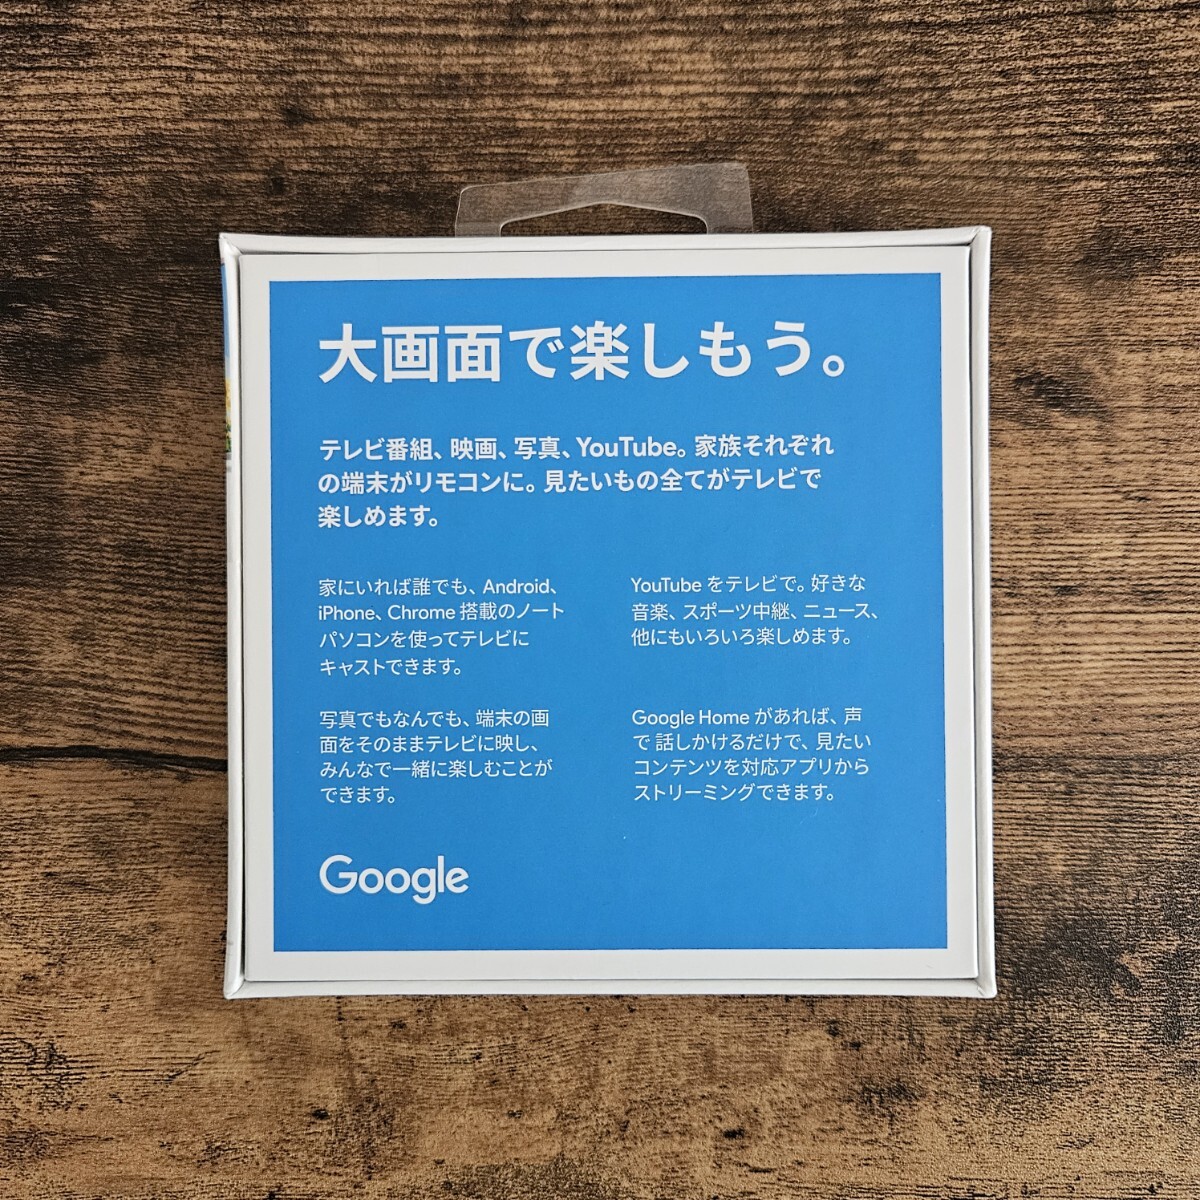 大画面で楽しもう。
テレビ番組、映画、写真、YouTube。家族それぞれ
の端末がリモコンに。見たいもの全てがテレビで
楽しめます。
家にいれば誰でも、Android、
iPhone、Chrome 搭載のノート
パソコンを使ってテレビに
キャストできます。
写真でもなんでも、端末の画
面をそのままテレビに映し、
みんなで一緒に楽しむことが
できます。
YouTube をテレビで。好きな
音楽、スポーツ中継、ニュース、
他にもいろいろ楽しめます。
Google Home があれば、声
で 話しかけるだけで、見たい
コンテンツを対応アプリから
ストリーミングできます。
Google